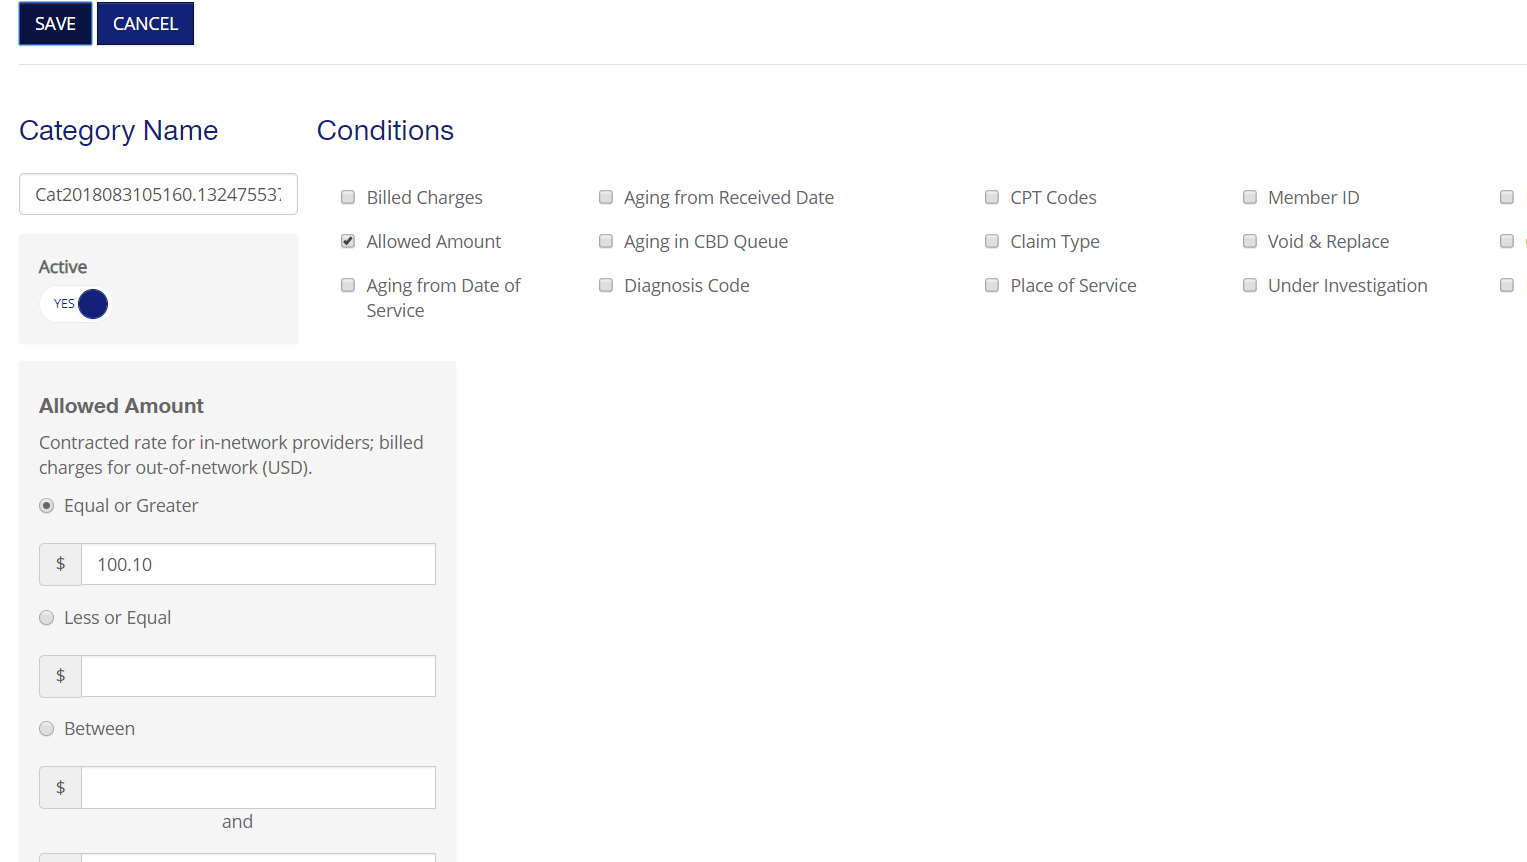 SAVE CANCEL
Category Name Conditions
Cat2018083105160.13247553
Billed Charges Aging from Received Date CPT Codes Member ID
Allowed Amount Aging in CBD Queue Claim Type Void & Replace
Aging from Date of Service Diagnosis Code Place of Service Under Investigation
Active
YES
Allowed Amount
Contracted rate for in-network providers; billed
charges for out-of-network (USD).
Equal or Greater
$ 100.10
Less or Equal
$
Between
$
and